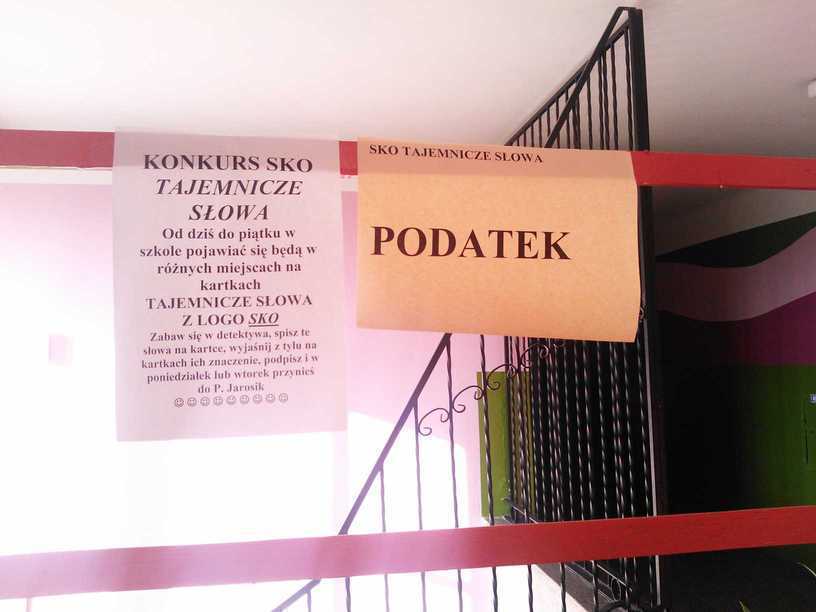 KONKURS SKO
TAJEMNICZE
SŁOWA
Od dziś do piątku w
szkole pojawiać się będą w
różnych miejscach na
kartkach
TAJEMNICZE SŁOWA
Z LOGO SKO
Zabaw się w detektywa, spisz te
słowa na kartce, wyjaśnij z tyłu na
kartkach ich znaczenie, podpisz i w
poniedziałek lub wtorek przynieś
do P. Jarosik
☺☺☺☺☺☺☺☺☺
SKO TAJEMNICZE SLOWA
PODATEK